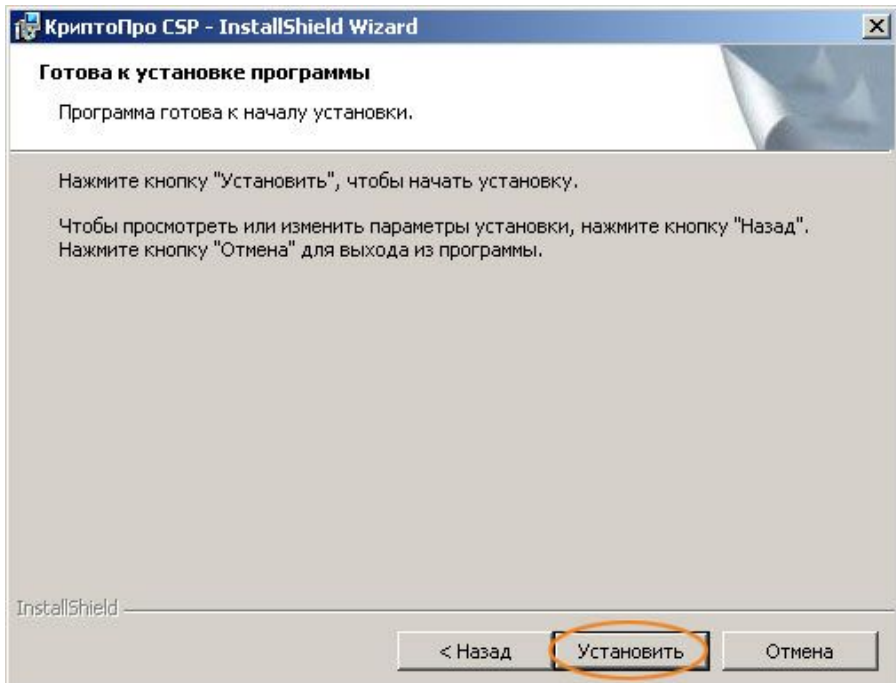 КриптоПро CSP - InstallShield Wizard
Готова к установке программы
Программа готова к началу установки.
Нажмите кнопку "Установить", чтобы начать установку.
Чтобы просмотреть или изменить параметры установки, нажмите кнопку "Назад".
Нажмите кнопку "Отмена" для выхода из программы.
InstallShield
< Назад
Установить
Отмена